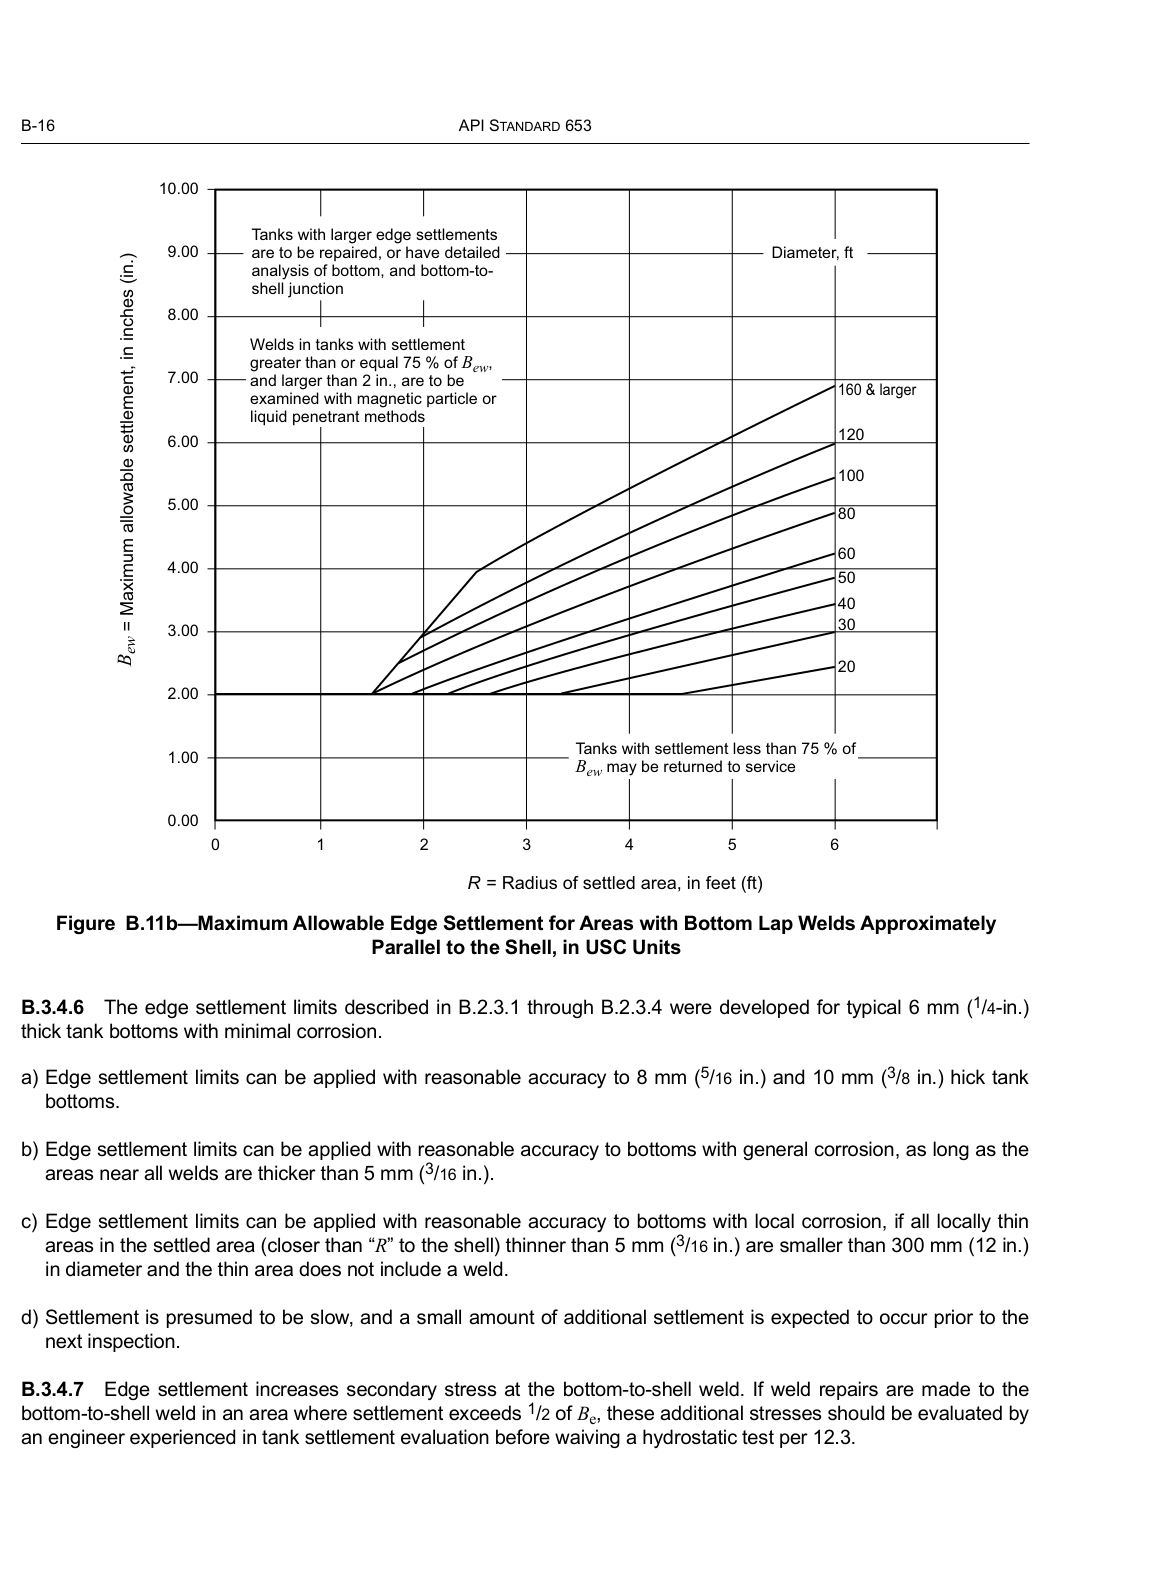 B-16 API STANDARD 653
10.00
9.00
8.00
7.00
6.00
5.00
4.00
3.00
2.00
1.00
0.00
Bew = Maximum allowable settlement, in inches (in.)
Tanks with larger edge settlements
are to be repaired, or have detailed
analysis of bottom, and bottom-to-
shell junction
Diameter, ft
Welds in tanks with settlement
greater than or equal 75 % of Bew,
and larger than 2 in., are to be
examined with magnetic particle or
liquid penetrant methods
160 & larger
120
100
80
60
50
40
30
20
Tanks with settlement less than 75 % of
Bew may be returned to service
0 1 2 3 4 5 6
R = Radius of settled area, in feet (ft)
Figure B.11b—Maximum Allowable Edge Settlement for Areas with Bottom Lap Welds Approximately
Parallel to the Shell, in USC Units
B.3.4.6 The edge settlement limits described in B.2.3.1 through B.2.3.4 were developed for typical 6 mm (1/4-in.)
thick tank bottoms with minimal corrosion.
a) Edge settlement limits can be applied with reasonable accuracy to 8 mm (5/16 in.) and 10 mm (3/8 in.) hick tank
bottoms.
b) Edge settlement limits can be applied with reasonable accuracy to bottoms with general corrosion, as long as the
areas near all welds are thicker than 5 mm (3/16 in.).
c) Edge settlement limits can be applied with reasonable accuracy to bottoms with local corrosion, if all locally thin
areas in the settled area (closer than “R” to the shell) thinner than 5 mm (3/16 in.) are smaller than 300 mm (12 in.)
in diameter and the thin area does not include a weld.
d) Settlement is presumed to be slow, and a small amount of additional settlement is expected to occur prior to the
next inspection.
B.3.4.7 Edge settlement increases secondary stress at the bottom-to-shell weld. If weld repairs are made to the
bottom-to-shell weld in an area where settlement exceeds 1/2 of Be, these additional stresses should be evaluated by
an engineer experienced in tank settlement evaluation before waiving a hydrostatic test per 12.3.